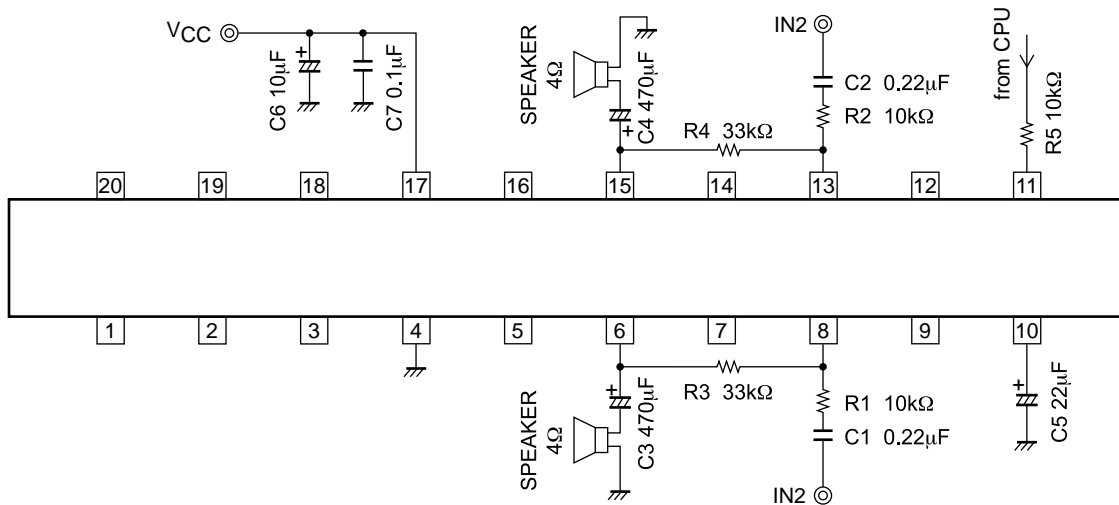 VCC
C6 10μF
C7 0.1μF
SPEAKER
4Ω
C4 470μF
R4 33kΩ
IN2
C2 0.22μF
R2 10kΩ
from CPU
R5 10kΩ
20 19 18 17 16 15 14 13 12 11
1 2 3 4 5 6 7 8 9 10
SPEAKER
4Ω
C3 470μF
R3 33kΩ
R1 10kΩ
C1 0.22μF
IN2
C5 22μF